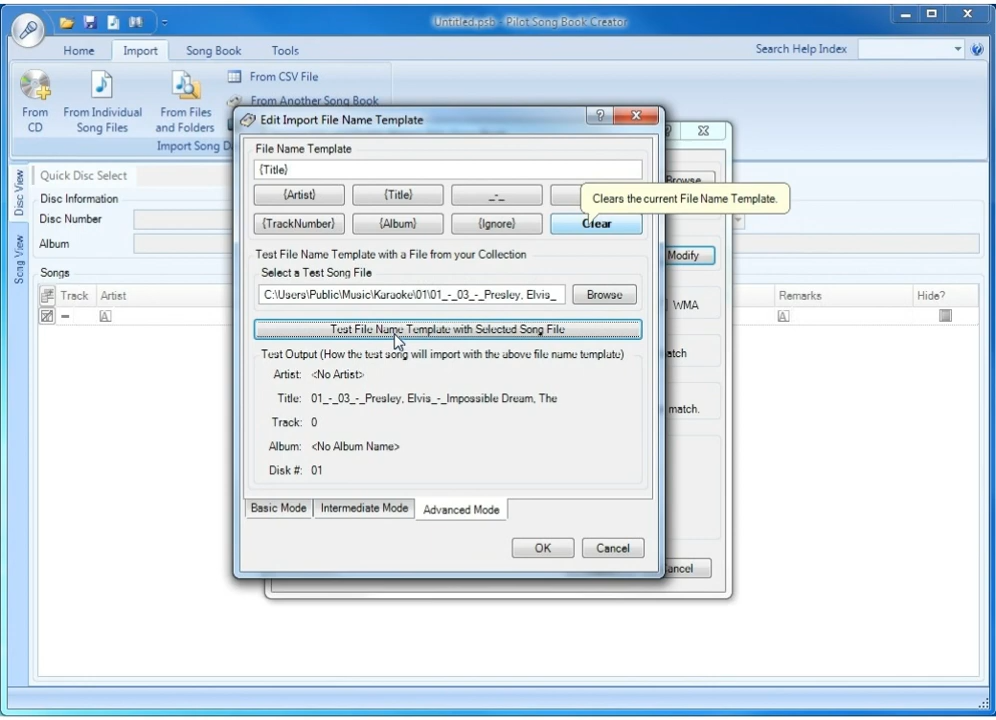 Untitled.psb - Pilot Song Book Creator
Home Import Song Book Tools
Search Help Index
From CD
From Individual Song Files
From Files and Folders
From CSV File
From Another Song Book
Import Song D
Disc View
Song View
Quick Disc Select
Disc Information
Disc Number
Album
Songs
Track Artist Remarks Hide?
Edit Import File Name Template
File Name Template
{Title}
{Artist} {Title} _-_
{TrackNumber} {Album} {Ignore} Clear
Clears the current File Name Template.
Test File Name Template with a File from your Collection
Select a Test Song File
C:\Users\Public\Music\Karaoke\01\01_-_03_-_Presley, Elvis_ Browse
Test File Name Template with Selected Song File
Test Output (How the test song will import with the above file name template)
Artist: <No Artist>
Title: 01_-_03_-_Presley, Elvis_-_Impossible Dream, The
Track: 0
Album: <No Album Name>
Disk #: 01
Basic Mode Intermediate Mode Advanced Mode
OK Cancel
Browse
Modify
WMA
atch
match.
ancel